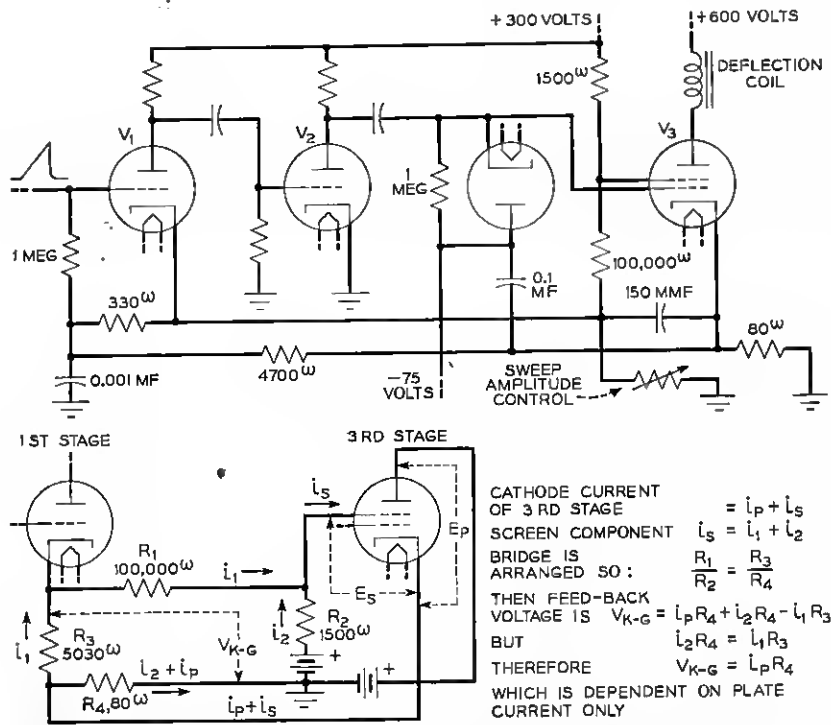 +300 VOLTS
+600 VOLTS
1500ω
DEFLECTION
COIL
V1
V2
V3
1
MEG
1 MEG
100,000ω
0.1
MF
150 MMF
330ω
80ω
0.001 MF
4700ω
-75
VOLTS
SWEEP
AMPLITUDE
CONTROL
1ST STAGE
3RD STAGE
is
Ep
R1
100,000ω
i1
Es
i2
R2
1500ω
VK-G
i1
R3
5030ω
i2+ip
R4,80ω
ip+is
CATHODE CURRENT
OF 3RD STAGE = ip+is
SCREEN COMPONENT is = i1+i2
BRIDGE IS
ARRANGED SO: R1/R2 = R3/R4
THEN FEED-BACK
VOLTAGE IS VK-G = ipR4+i2R4-i1R3
BUT i2R4 = i1R3
THEREFORE VK-G = ipR4
WHICH IS DEPENDENT ON PLATE
CURRENT ONLY